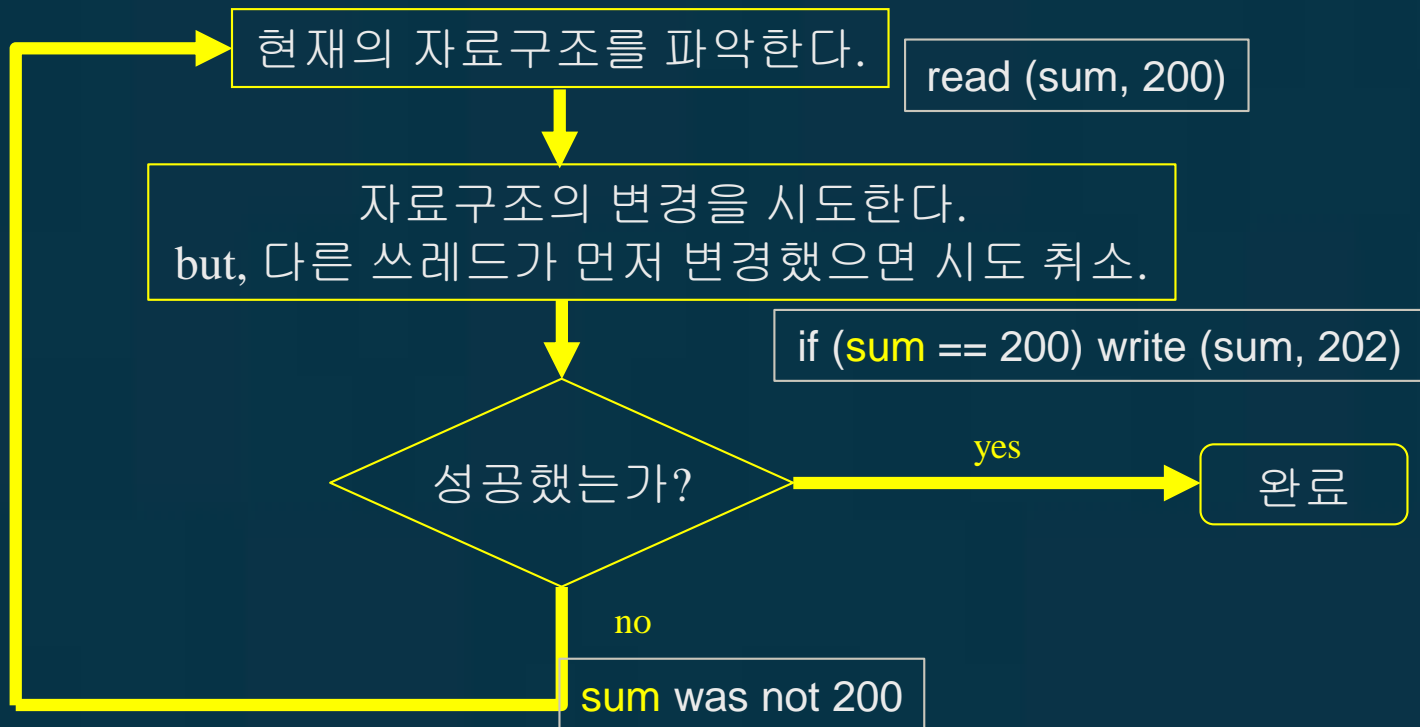 현재의 자료구조를 파악한다.
read (sum, 200)
자료구조의 변경을 시도한다.
but, 다른 쓰레드가 먼저 변경했으면 시도 취소.
if (sum == 200) write (sum, 202)
성공했는가?
yes
완료
no
sum was not 200